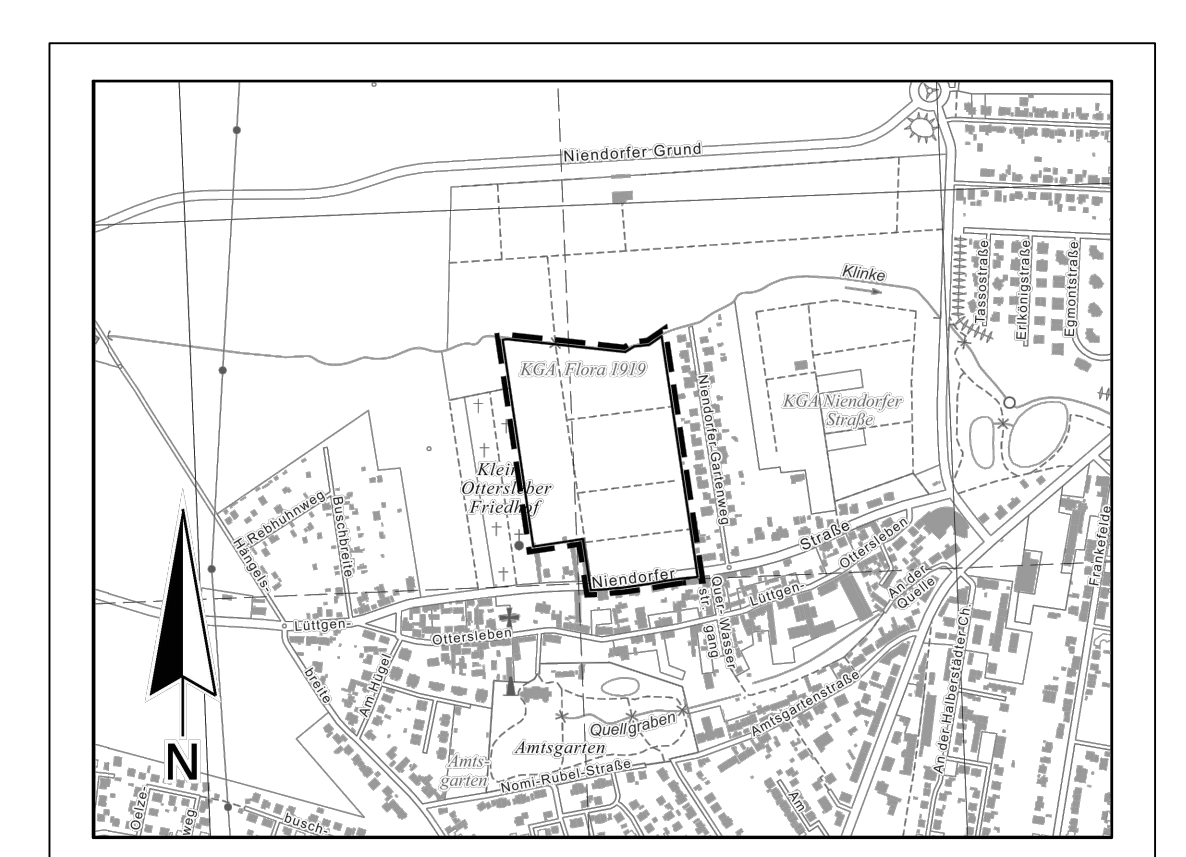 Niendorfer Grund
Klinke
Tassostraße
Erlkönigstraße
Egmontstraße
KGA Flora 1919
KGA Niendorfer
Straße
Niendorfer-Gartenweg
Klein
Ottersleber
Friedhof
Rebhuhnweg
Buschbreite
Hängels-
breite
Niendorfer
Straße
Lüttgen-
Ottersleben
Lüttgen-
Ottersleben
An der
Quelle
Quer-
str.
Wasser
gang
Frankefelde
Am Hügel
Quellgraben
Amtsgarten
Amts-
garten
Nomi-Rubel-Straße
Amtsgartenstraße
An der Halberstädter Ch.
Am
Oelze-
weg
busch-
N